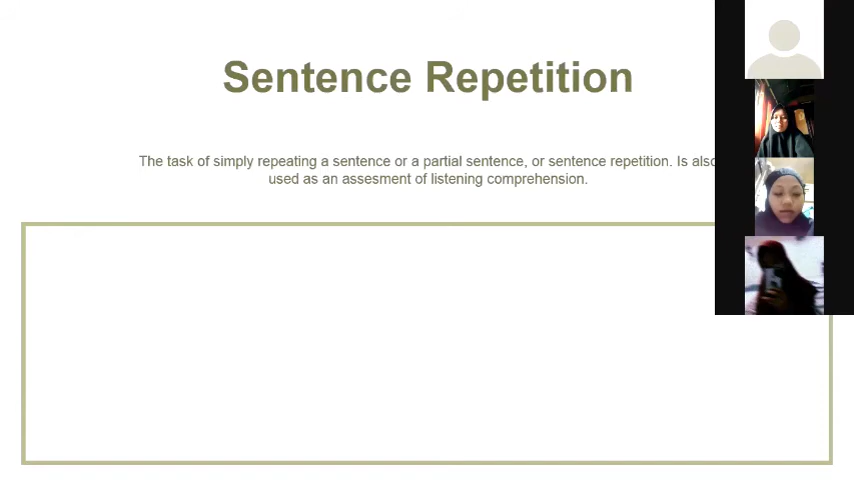 Sentence Repetition
The task of simply repeating a sentence or a partial sentence, or sentence repetition. Is also
used as an assesment of listening comprehension.